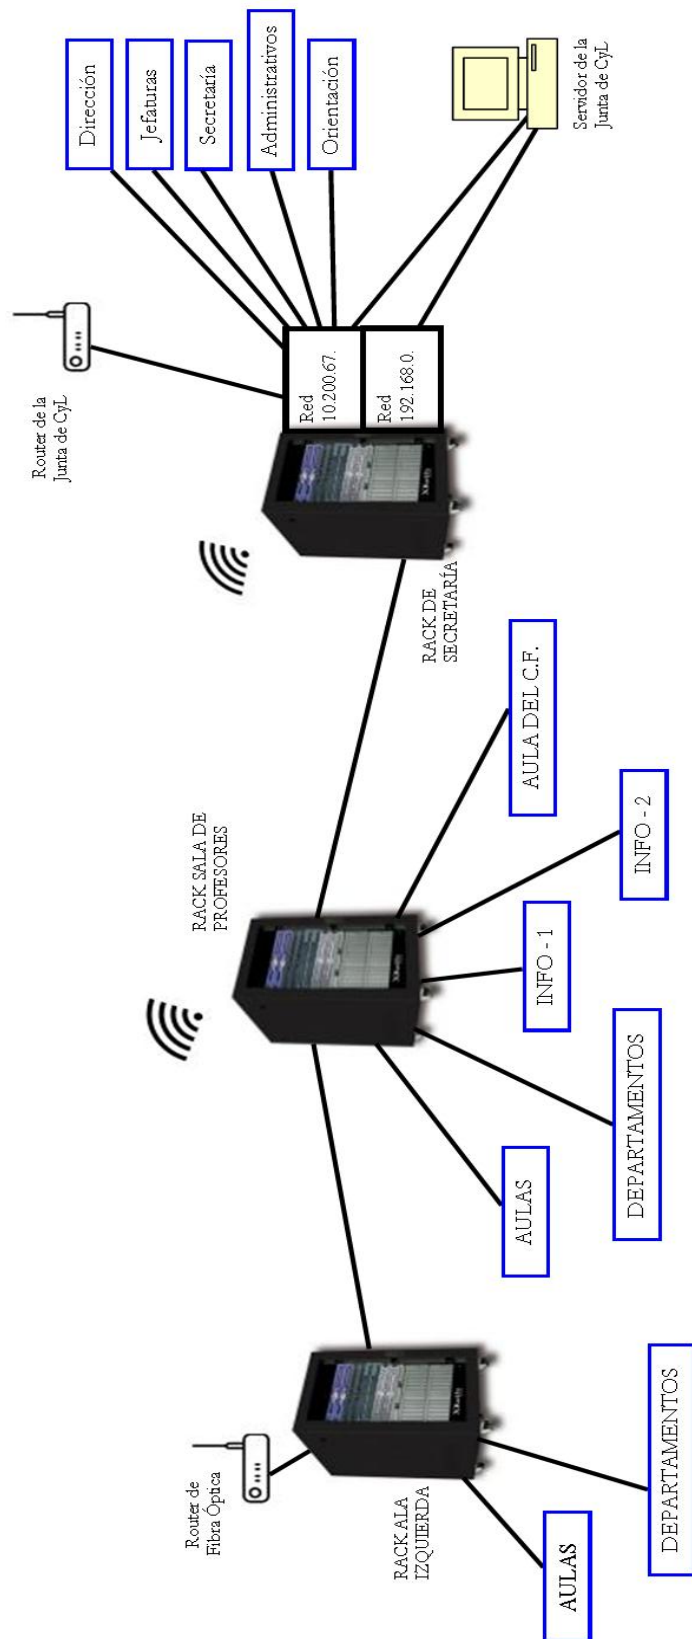 Dirección
Jefaturas
Secretaría
Administrativos
Orientación
Servidor de la
Junta de CyL
Router de la
Junta de CyL
Red
10.200.67.
Red
192.168.0.
RACK DE
SECRETARÍA
RACK SALA DE
PROFESORES
AULA DEL C.F.
INFO - 2
INFO - 1
DEPARTAMENTOS
AULAS
Router de
Fibra Óptica
RACK ALA
IZQUIERDA
AULAS
DEPARTAMENTOS